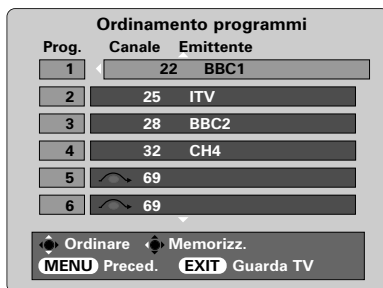 Ordinamento programmi
Prog. Canale Emittente
1 22 BBC1
2 25 ITV
3 28 BBC2
4 32 CH4
5 69
6 69
Ordinare Memorizz.
MENU Preced. EXIT Guarda TV